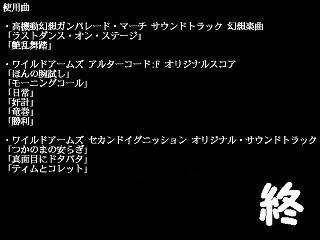 使用曲
・高機動幻想ガンパレード・マーチ サウンドトラック 幻想楽曲
「ラストダンス・オン・ステージ」
「艶乱舞踏」
・ワイルドアームズ アルターコード:F オリジナルスコア
「ほんの腕試し」
「モーニングコール」
「日常」
「奸計」
「竜巻」
「勝利」
・ワイルドアームズ セカンドイグニッション オリジナル・サウンドトラック
「つかのまの安らぎ」
「真面目にドタバタ」
「ティムとコレット」
終